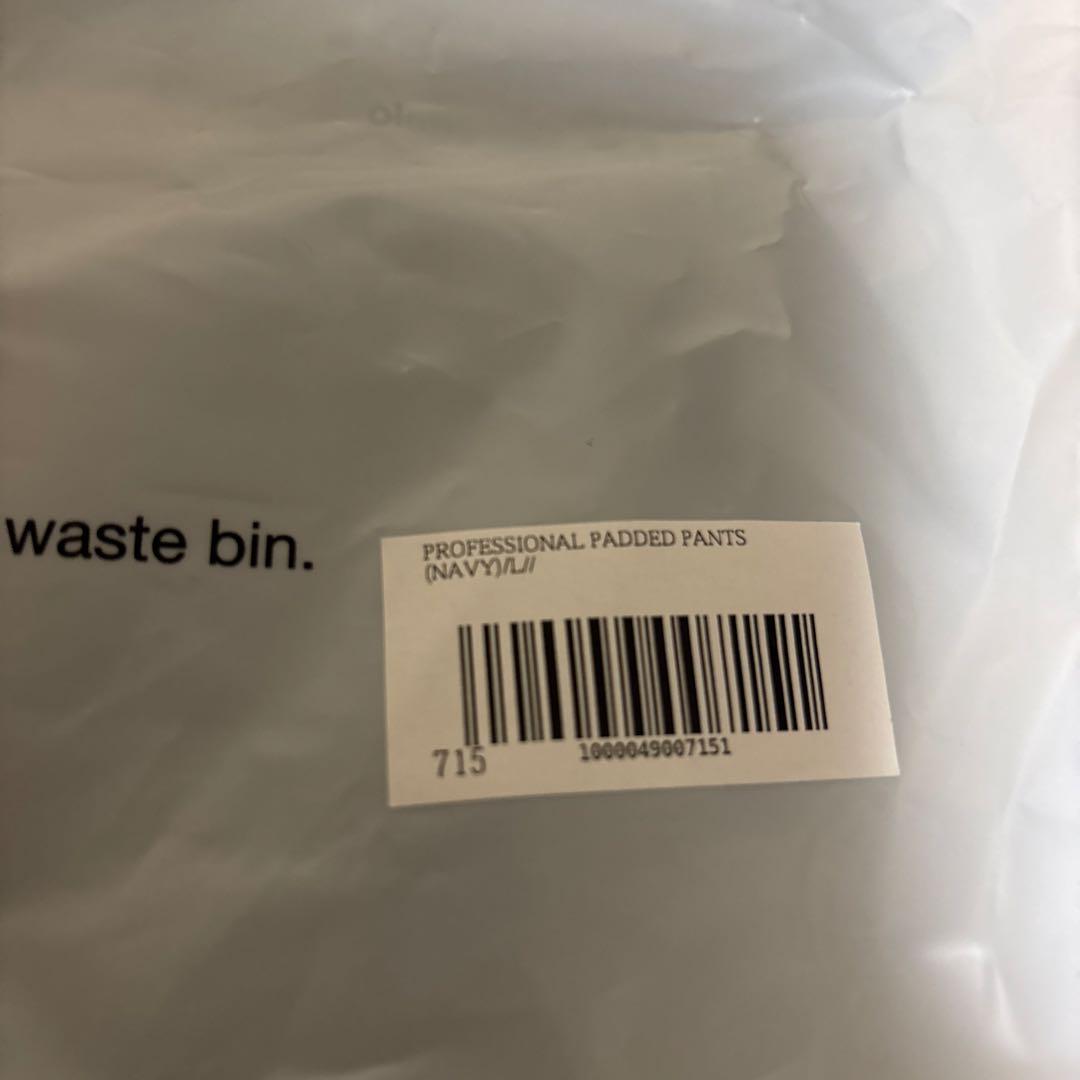 waste bin.
PROFESSIONAL PADDED PANTS
(NAVY)/L//
715
1000049007151